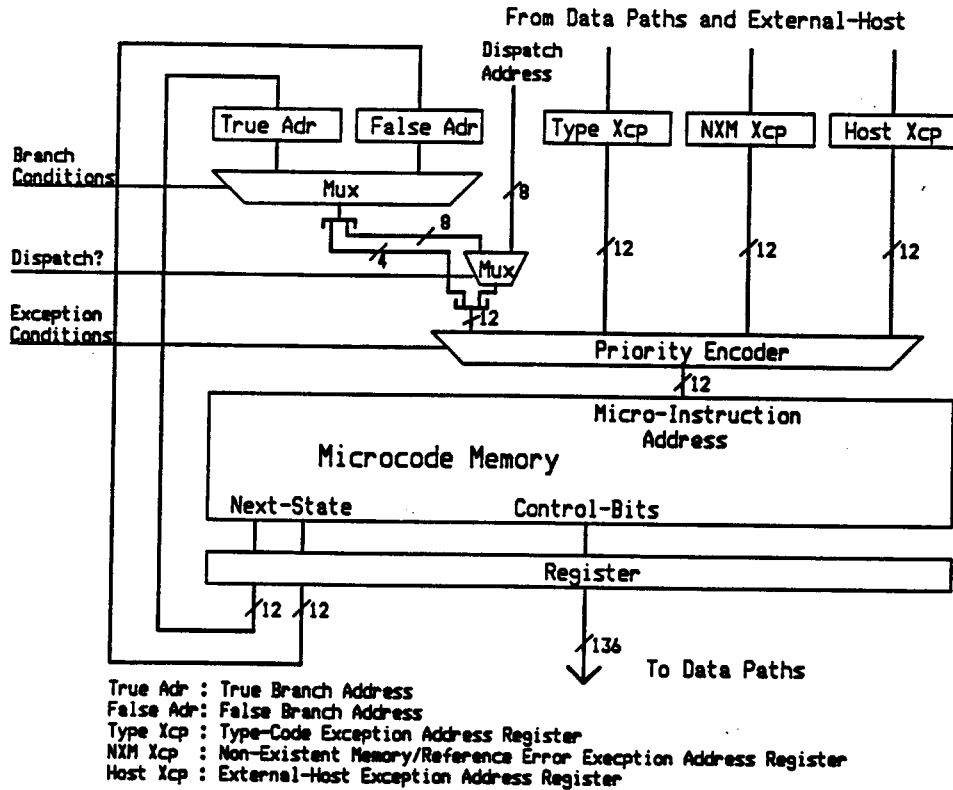 From Data Paths and External-Host
Dispatch
Address
True Adr
False Adr
Type Xcp
NXM Xcp
Host Xcp
Branch
Conditions
Mux
8
8
4
Dispatch?
Mux
12
12
12
Exception
Conditions
12
Priority Encoder
12
Micro-Instruction
Address
Microcode Memory
Next-State
Control-Bits
Register
12
12
136
To Data Paths
True Adr : True Branch Address
False Adr: False Branch Address
Type Xcp : Type-Code Exception Address Register
NXM Xcp : Non-Existent Memory/Reference Error Execption Address Register
Host Xcp : External-Host Exception Address Register